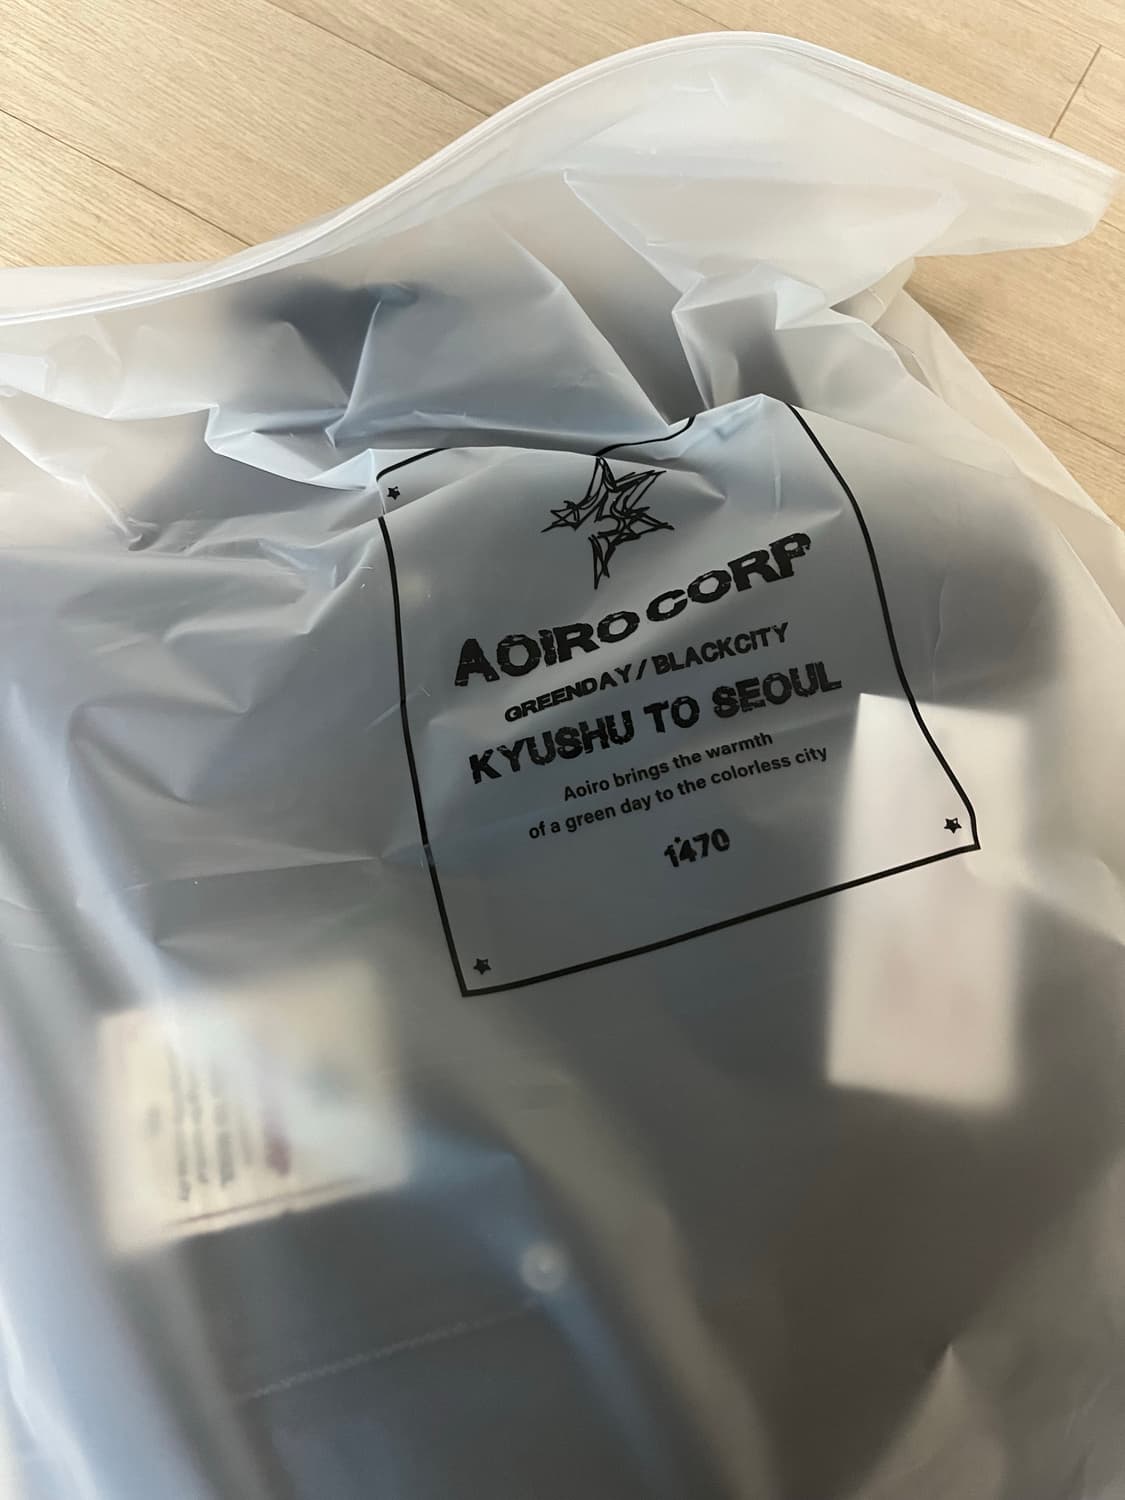 AOIRO CORP
GREENDAY / BLACKCITY
KYUSHU TO SEOUL
Aoiro brings the warmth
of a green day to the colorless city
1470